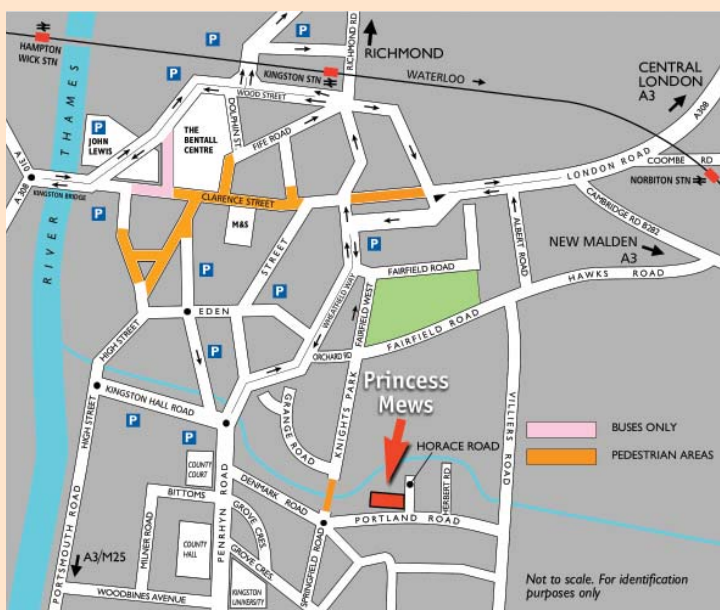 HAMPTON
WICK STN
RIVER THAMES
P
P
P
KINGSTON STN
RICHMOND RD
RICHMOND
WATERLOO
CENTRAL
LONDON
A3
A308
COOMBE RD
NORBITON STN
LONDON ROAD
CAMBRIDGE RD B282
NEW MALDEN
A3
HAWKS ROAD
ALBERT ROAD
WOOD STREET
DOLPHIN ST.
FIFE ROAD
P
JOHN
LEWIS
THE
BENTALL
CENTRE
A 310
A 308
KINGSTON BRIDGE
CLARENCE STREET
M&S
P
P
FAIRFIELD ROAD
STREET
EDEN
WHEATFIELD WAY
FAIRFIELD WEST
FAIRFIELD ROAD
ORCHARD RD
P
P
HIGH STREET
KINGSTON HALL ROAD
HIGH STREET
P
P
GRANGE ROAD
KNIGHTS PARK
Princess
Mews
HORACE ROAD
HERBERT RD
VILLIERS ROAD
PORTLAND ROAD
BUSES ONLY
PEDESTRIAN AREAS
COUNTY
COURT
BITTOMS
MILNER ROAD
COUNTY
HALL
PENRHYN ROAD
DENMARK ROAD
GROVE CRES.
GROVE CRES.
SPRINGFIELD ROAD
KINGSTON
UNIVERSITY
PORTSMOUTH ROAD
A3/M25
WOODBINES AVENUE
Not to scale. For identification
purposes only